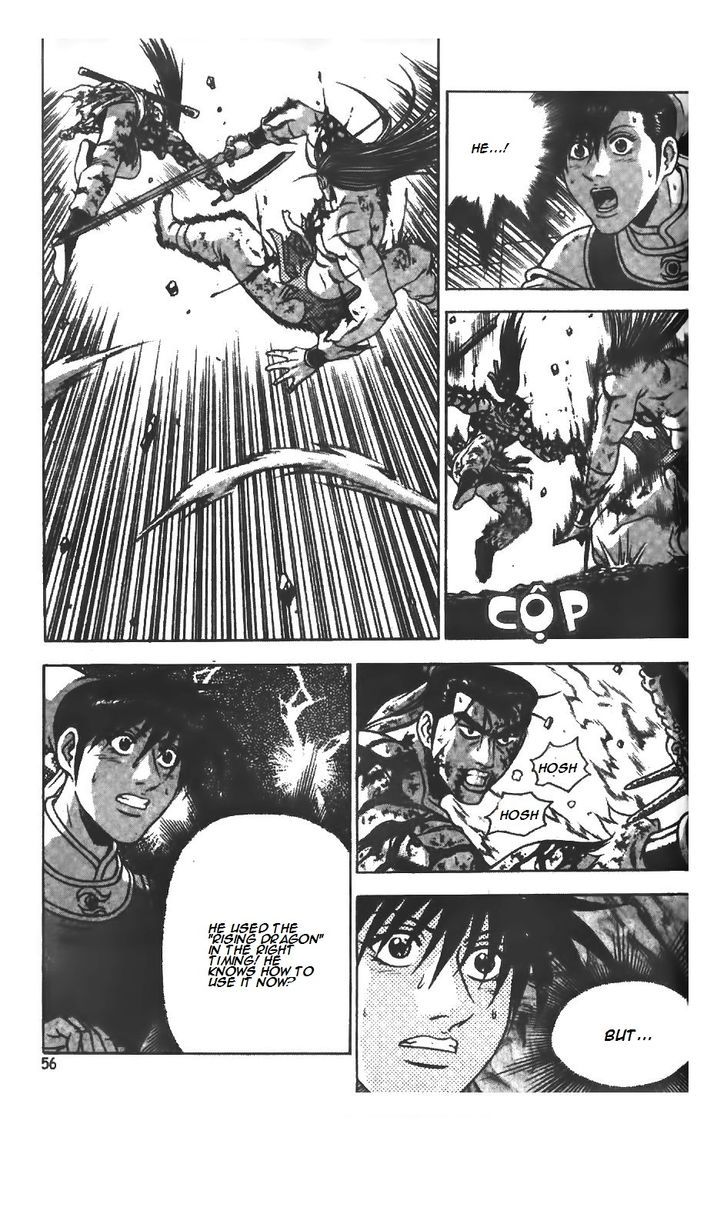 HE...!
CỘP
HOSH
HOSH
HE USED THE
"RISING DRAGON"
IN THE RIGHT
TIMING! HE
KNOWS HOW TO
USE IT NOW?
BUT...
56